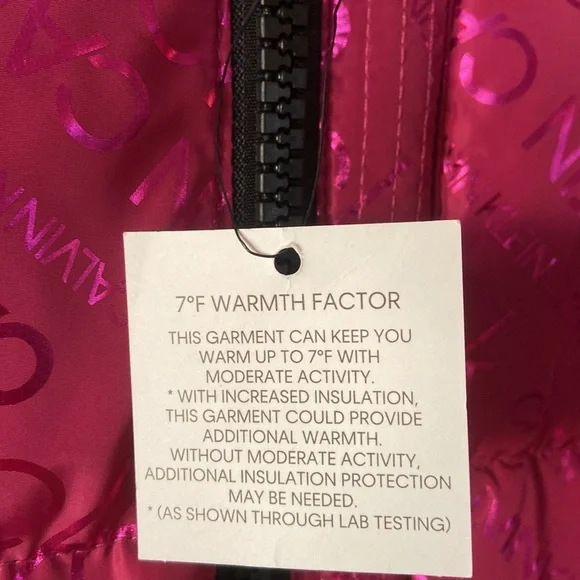 7°F WARMTH FACTOR
THIS GARMENT CAN KEEP YOU
WARM UP TO 7°F WITH
MODERATE ACTIVITY.
* WITH INCREASED INSULATION,
THIS GARMENT COULD PROVIDE
ADDITIONAL WARMTH.
WITHOUT MODERATE ACTIVITY,
ADDITIONAL INSULATION PROTECTION
MAY BE NEEDED.
* (AS SHOWN THROUGH LAB TESTING)